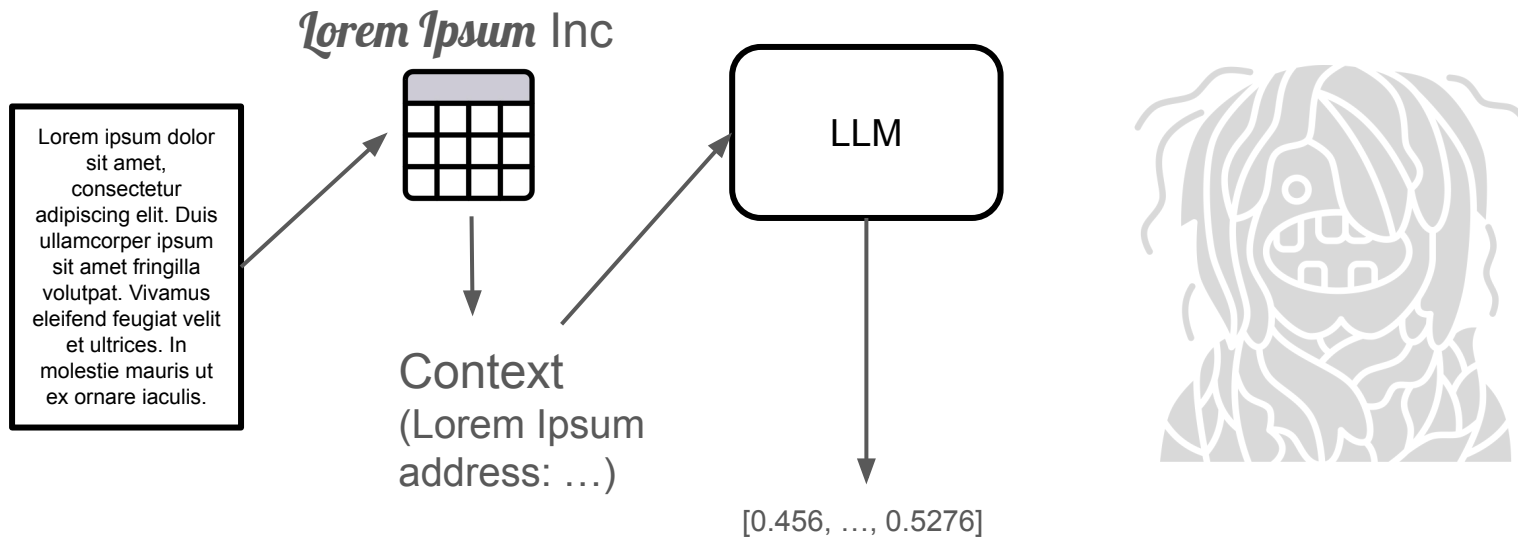 Lorem Ipsum Inc
Lorem ipsum dolor
sit amet,
consectetur
adipiscing elit. Duis
ullamcorper ipsum
sit amet fringilla
volutpat. Vivamus
eleifend feugiat velit
et ultrices. In
molestie mauris ut
ex ornare iaculis.
LLM
Context
(Lorem Ipsum
address: …)
[0.456, …, 0.5276]